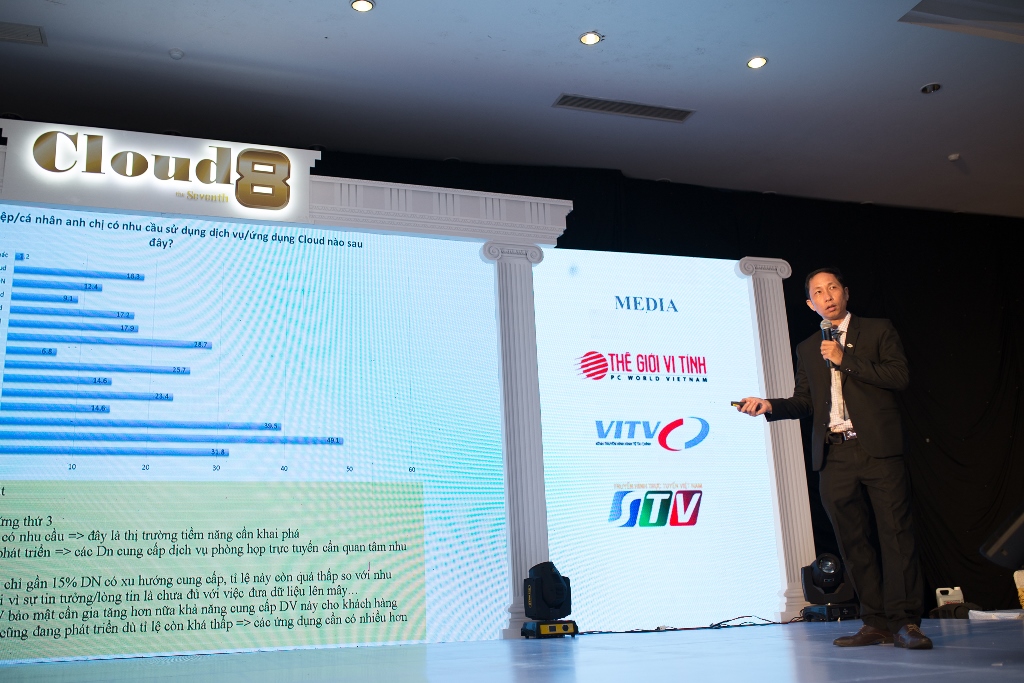 Cloud8
the Seventh
ệp/cá nhân anh chị có nhu cầu sử dụng dịch vụ/ứng dụng Cloud nào sau
đây?
1.2
10.3
12.4
9.1
17.2
17.9
28.7
6.8
25.7
14.6
23.4
14.6
39.5
49.1
31.8
10 20 30 40 50 60
ứng thứ 3
có nhu cầu => đây là thị trường tiềm năng cần khai phá
phát triển => các Dn cung cấp dịch vụ phòng họp trực tuyến cần quan tâm nhu
chỉ gần 15% DN có xu hướng cung cấp, tỉ lệ này còn quá thấp so với nhu
vì sự tin tưởng/lòng tin là chưa đủ với việc đưa dữ liệu lên mây...
bảo mật cần gia tăng hơn nữa khả năng cung cấp DV này cho khách hàng
cũng đang phát triển dù tỉ lệ còn khá thấp => các ứng dụng cần có nhiều hơn
MEDIA
THẾ GIỚI VI TÍNH
PC WORLD VIETNAM
VITV
STV